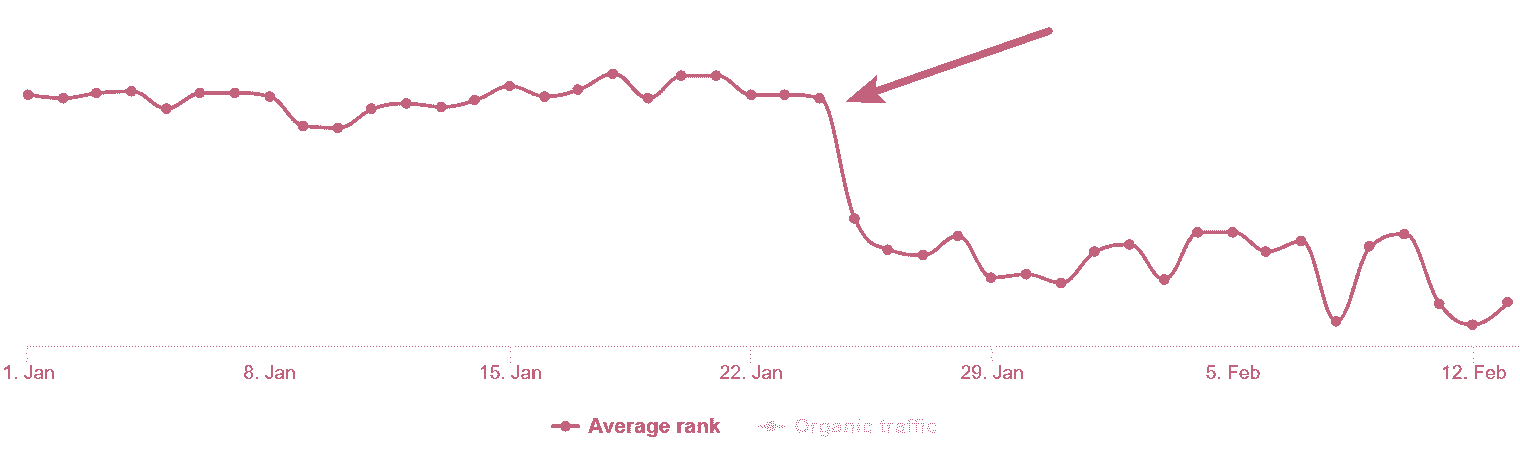 1. Jan 8. Jan 15. Jan 22. Jan 29. Jan 5. Feb 12. Feb
Average rank Organic traffic